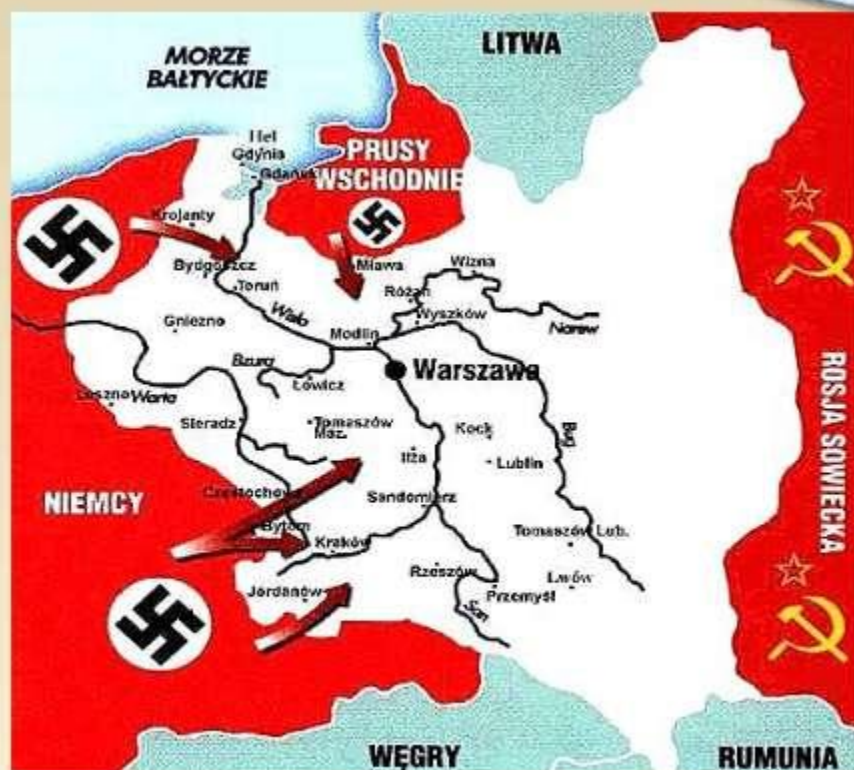 MORZE
BAŁTYCKIE
LITWA
Hel
Gdynia
Gdańsk
PRUSY
WSCHODNIE
Krojanty
Bydgoszcz
Toruń
Mława
Wizna
Różan
Wyszków
Narew
Gniezno
Wisła
Modlin
Bzura
Łowicz
Warszawa
Leszno
Warta
Sieradz
Tomaszów
Maz.
Kock
Bug
Iłża
Lublin
ROSJA SOWIECKA
NIEMCY
Częstochowa
Sandomierz
Bytom
Kraków
Tomaszów Lub.
Rzeszów
Lwów
Jordanów
Przemyśl
San
WĘGRY
RUMUNIA